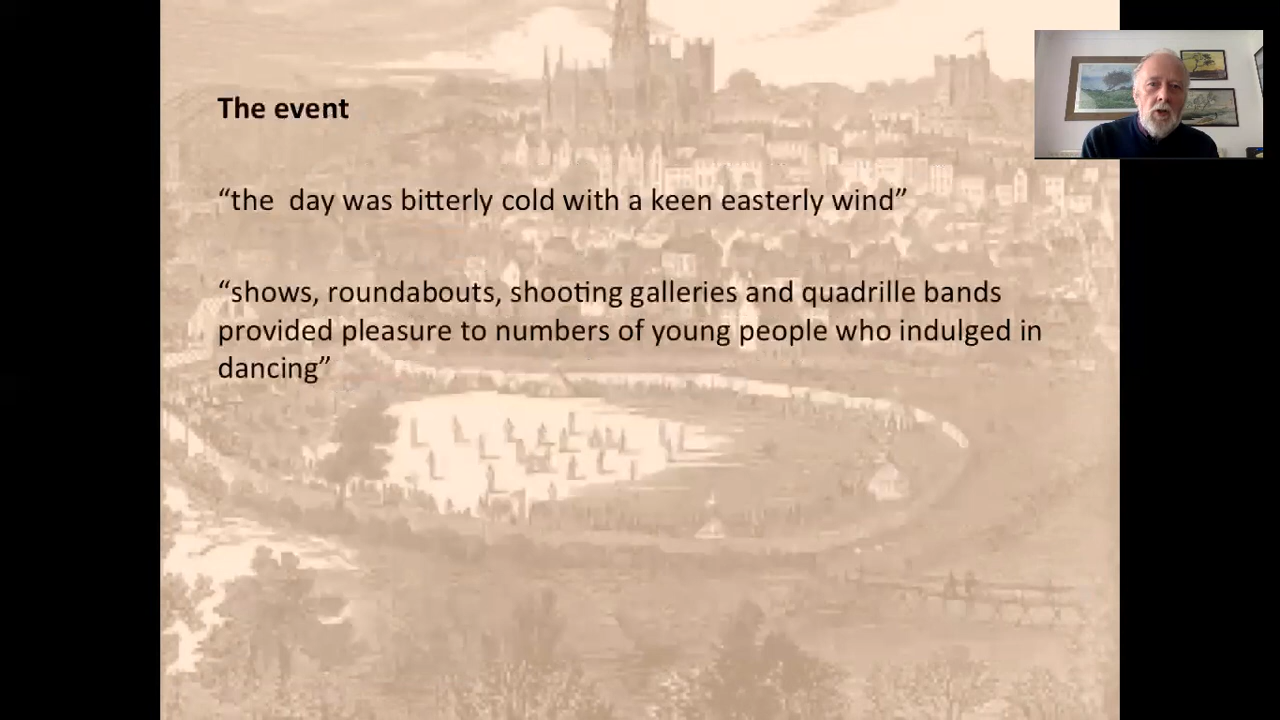 The event
“the  day was bitterly cold with a keen easterly wind”
“shows, roundabouts, shooting galleries and quadrille bands
provided pleasure to numbers of young people who indulged in
dancing”